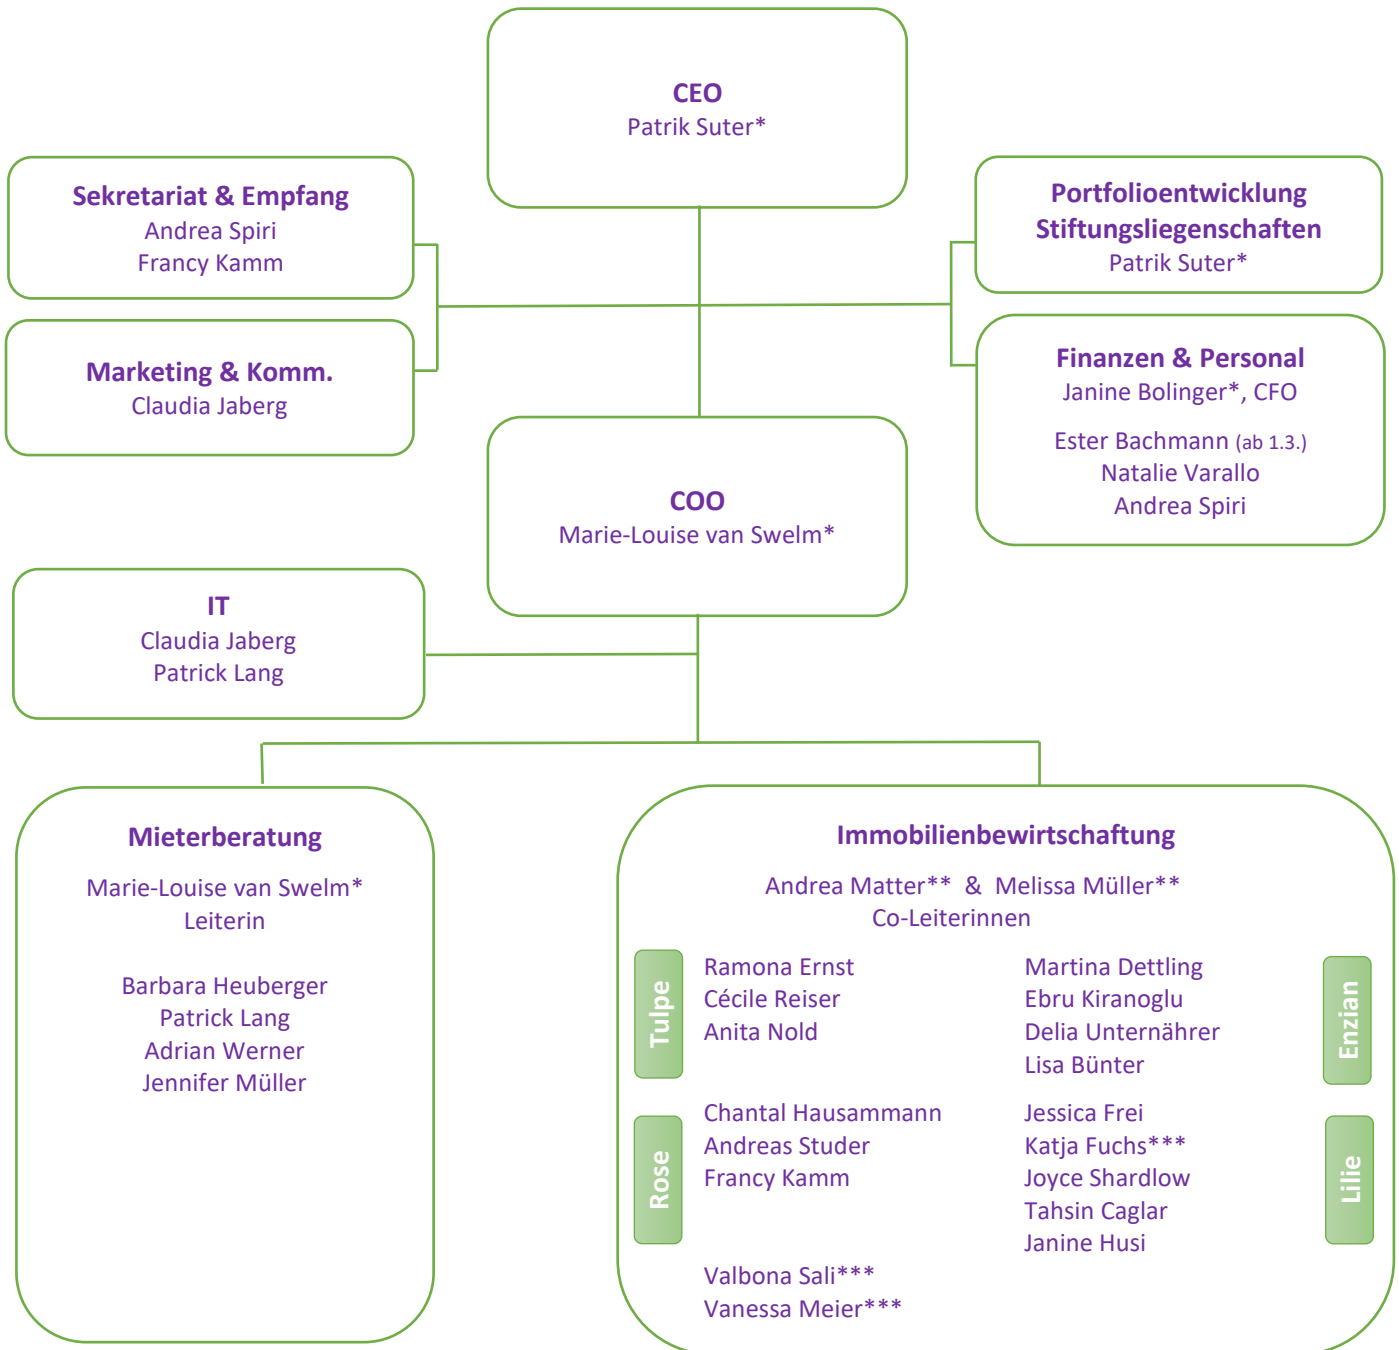 CEO
Patrik Suter*
Sekretariat & Empfang
Andrea Spiri
Francy Kamm
Portfolioentwicklung
Stiftungsliegenschaften
Patrik Suter*
Marketing & Komm.
Claudia Jaberg
Finanzen & Personal
Janine Bolinger*, CFO
Ester Bachmann (ab 1.3.)
Natalie Varallo
Andrea Spiri
COO
Marie-Louise van Swelm*
IT
Claudia Jaberg
Patrick Lang
Mieterberatung
Marie-Louise van Swelm*
Leiterin
Barbara Heuberger
Patrick Lang
Adrian Werner
Jennifer Müller
Immobilienbewirtschaftung
Andrea Matter** & Melissa Müller**
Co-Leiterinnen
Tulpe
Ramona Ernst
Cécile Reiser
Anita Nold
Enzian
Martina Dettling
Ebru Kiranoglu
Delia Unternährer
Lisa Bünter
Rose
Chantal Hausammann
Andreas Studer
Francy Kamm
Lilie
Jessica Frei
Katja Fuchs***
Joyce Shardlow
Tahsin Caglar
Janine Husi
Valbona Sali***
Vanessa Meier***